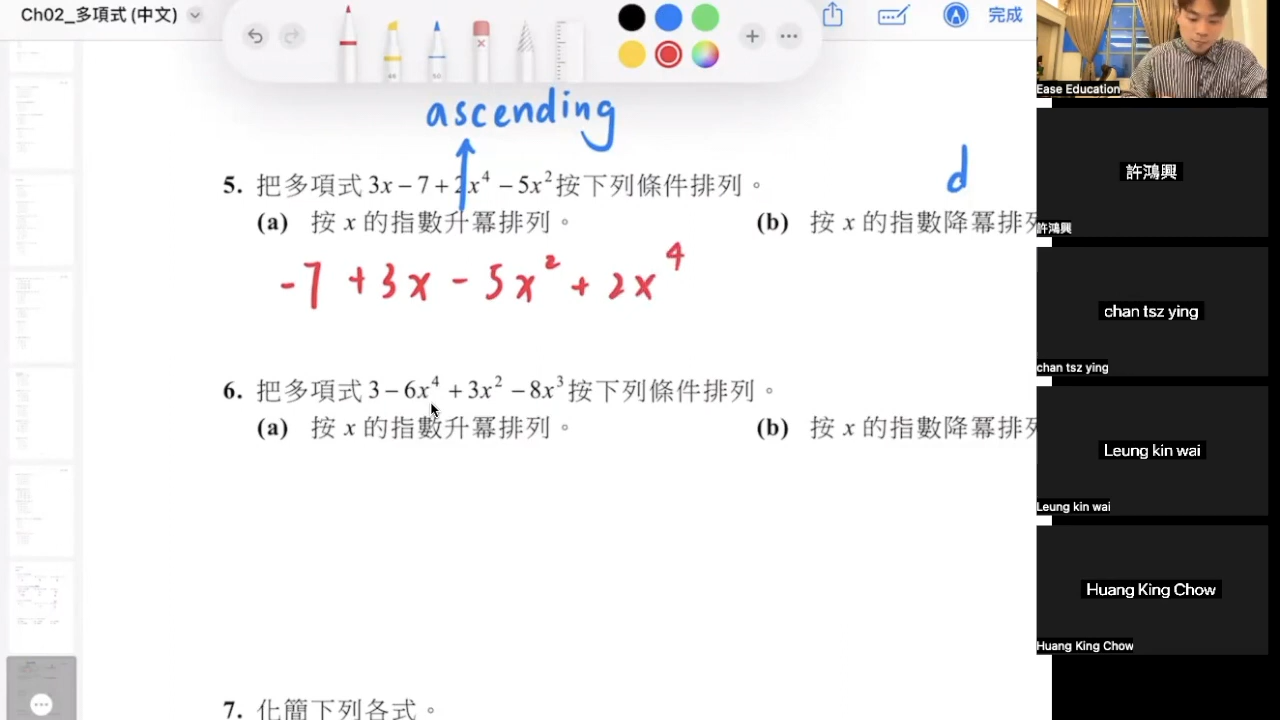 Ch02_多項式 (中文)
完成
ascending
d
5. 把多項式 3x − 7 + 2x⁴ − 5x² 按下列條件排列。
(a) 按 x 的指數升冪排列。 (b) 按 x 的指數降冪排列
-7 + 3x - 5x² + 2x⁴
6. 把多項式 3 − 6x⁴ + 3x² − 8x³ 按下列條件排列。
(a) 按 x 的指數升冪排列。 (b) 按 x 的指數降冪排列
7. 化簡下列各式。
Ease Education
許鴻興
許鴻興
chan tsz ying
chan tsz ying
Leung kin wai
Leung kin wai
Huang King Chow
Huang King Chow